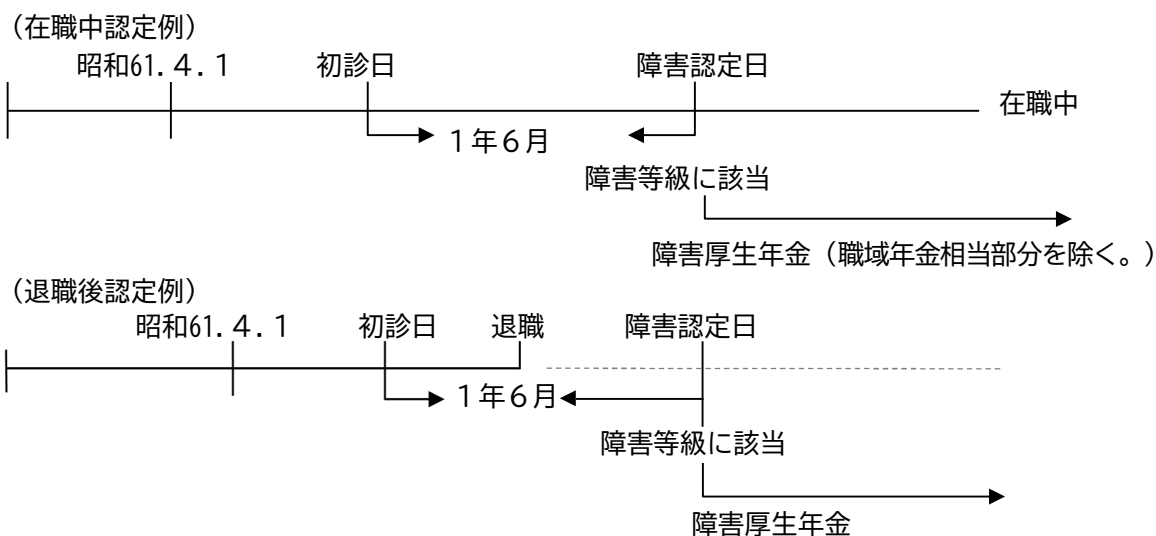 （在職中認定例）
昭和61.４.１　初診日　障害認定日
在職中
１年６月
障害等級に該当
障害厚生年金（職域年金相当部分を除く。）
（退職後認定例）
昭和61.４.１　初診日　退職　障害認定日
１年６月
障害等級に該当
障害厚生年金